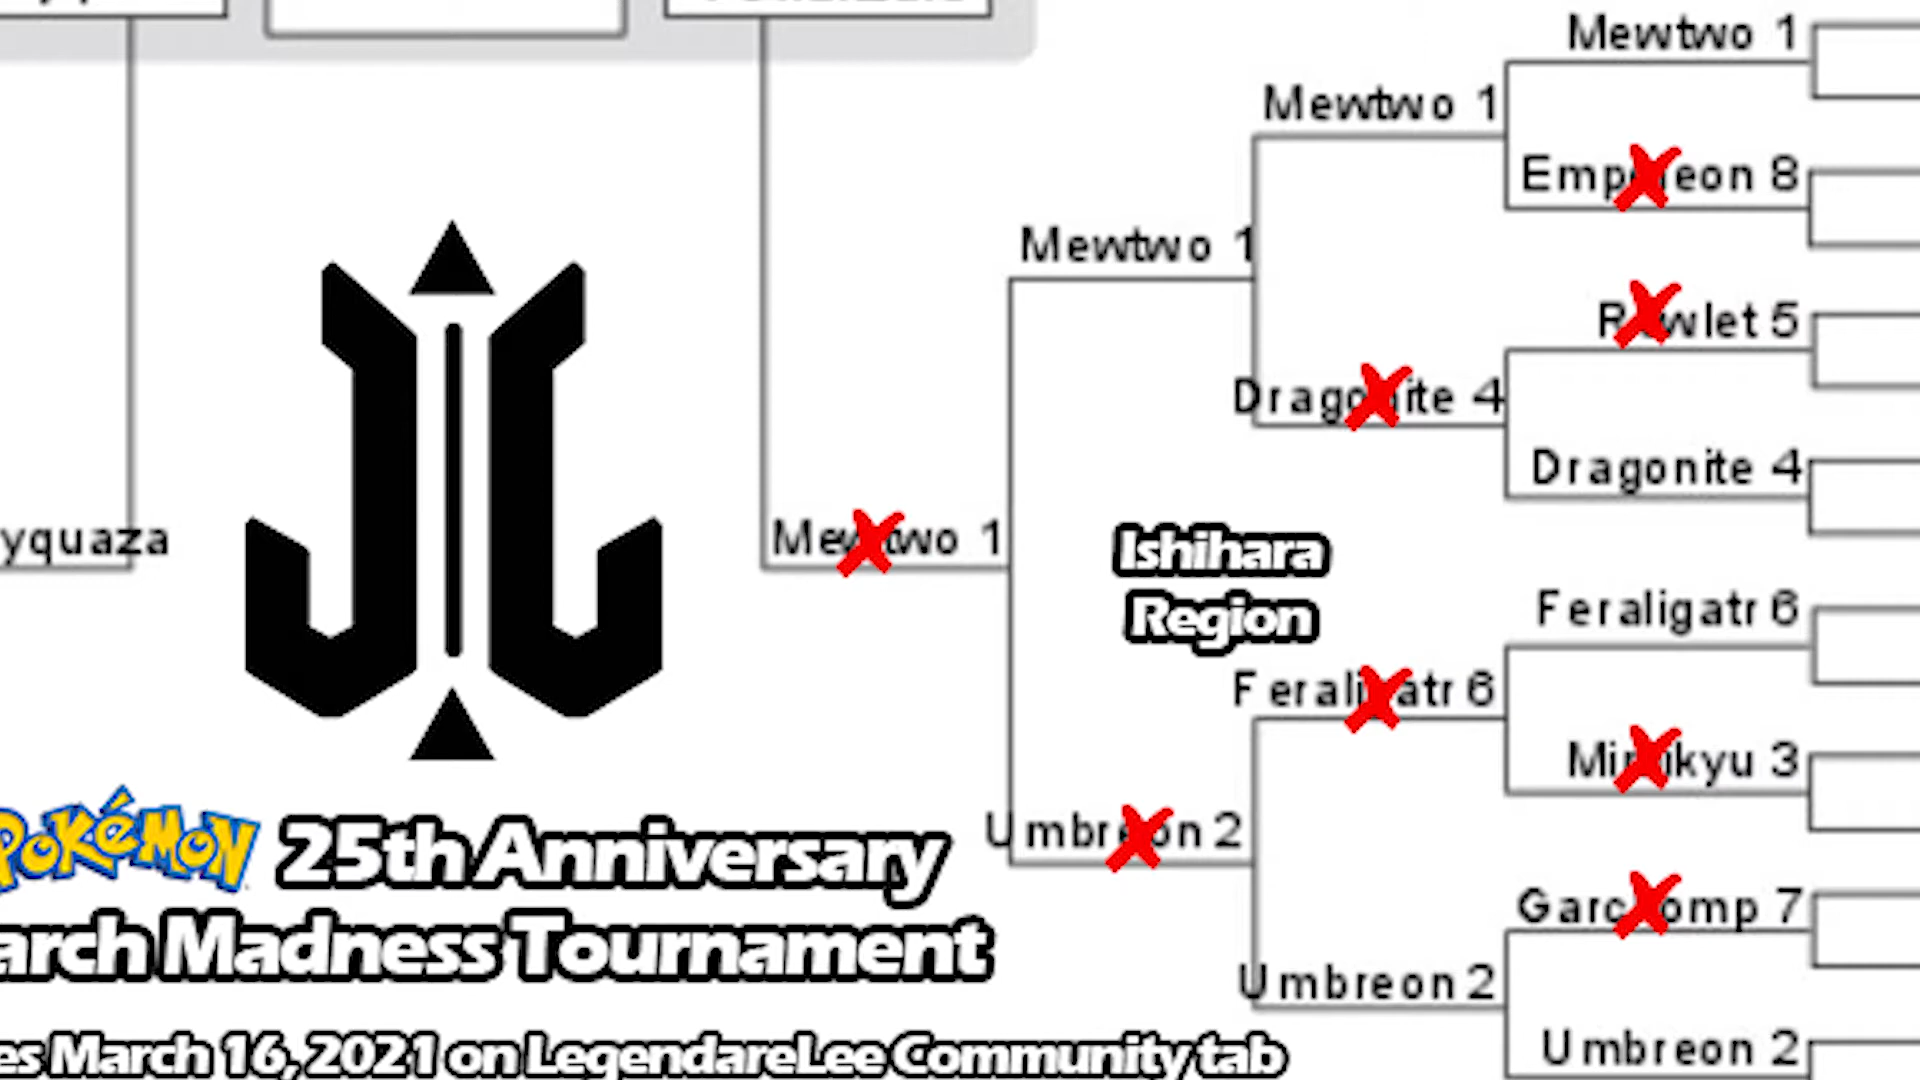 Mewtwo 1
Mewtwo 1
Empoleon 8
Mewtwo 1
Rowlet 5
Dragonite 4
Dragonite 4
yquaza
Mewtwo 1
Ishihara
Region
Feraligatr 6
Feraligatr 6
Mimikyu 3
Umbreon 2
Garchomp 7
Umbreon 2
Umbreon 2
POKéMON 25th Anniversary
arch Madness Tournament
es March 16, 2021 on LegendareLee Community tab